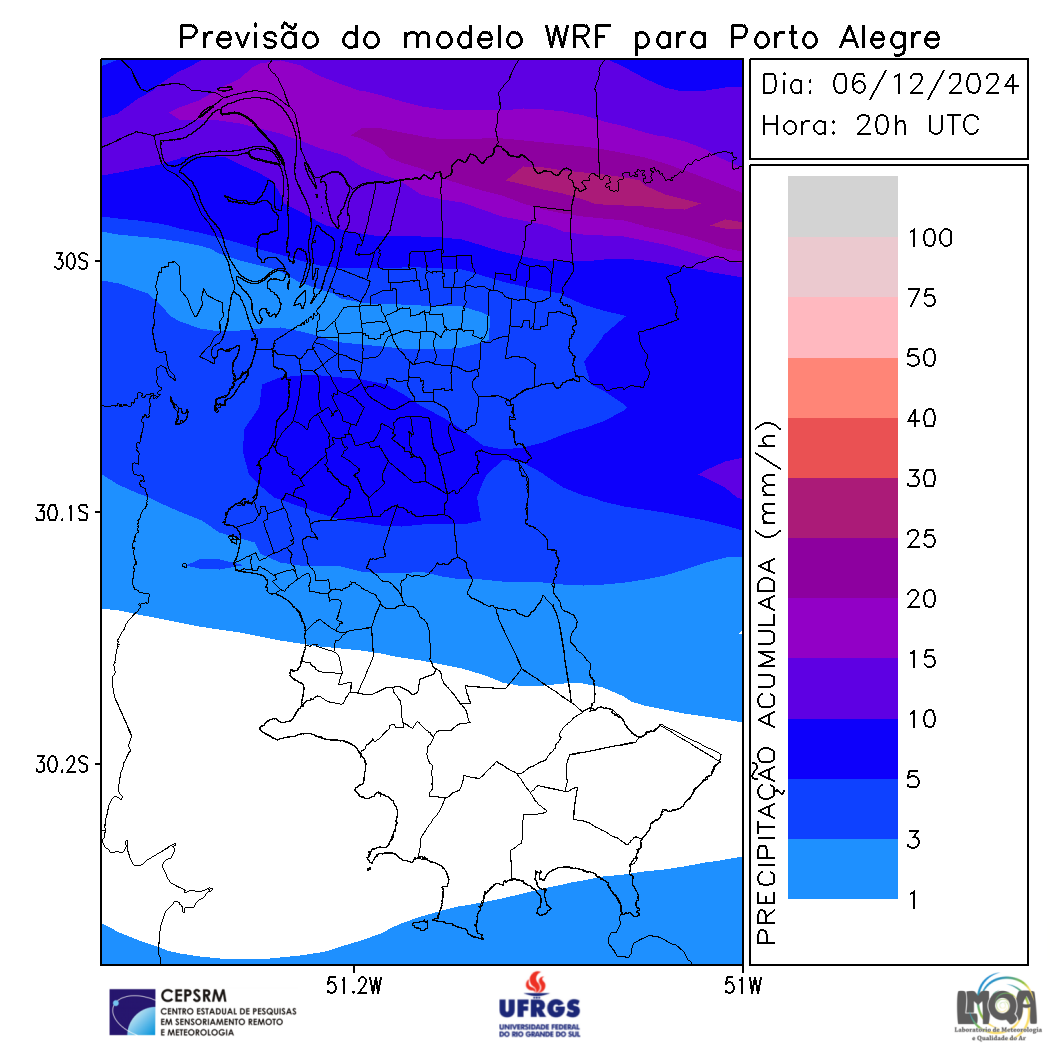 Previsão do modelo WRF para Porto Alegre
Dia: 06/12/2024
Hora: 20h UTC
30S
30.1S
30.2S
51.2W
51W
PRECIPITAÇÃO ACUMULADA (mm/h)
100
75
50
40
30
25
20
15
10
5
3
1
CEPSRM
CENTRO ESTADUAL DE PESQUISAS
EM SENSORIAMENTO REMOTO
E METEOROLOGIA
UFRGS
UNIVERSIDADE FEDERAL
DO RIO GRANDE DO SUL
LMQA
Laboratório de Meteorologia
e Qualidade do Ar